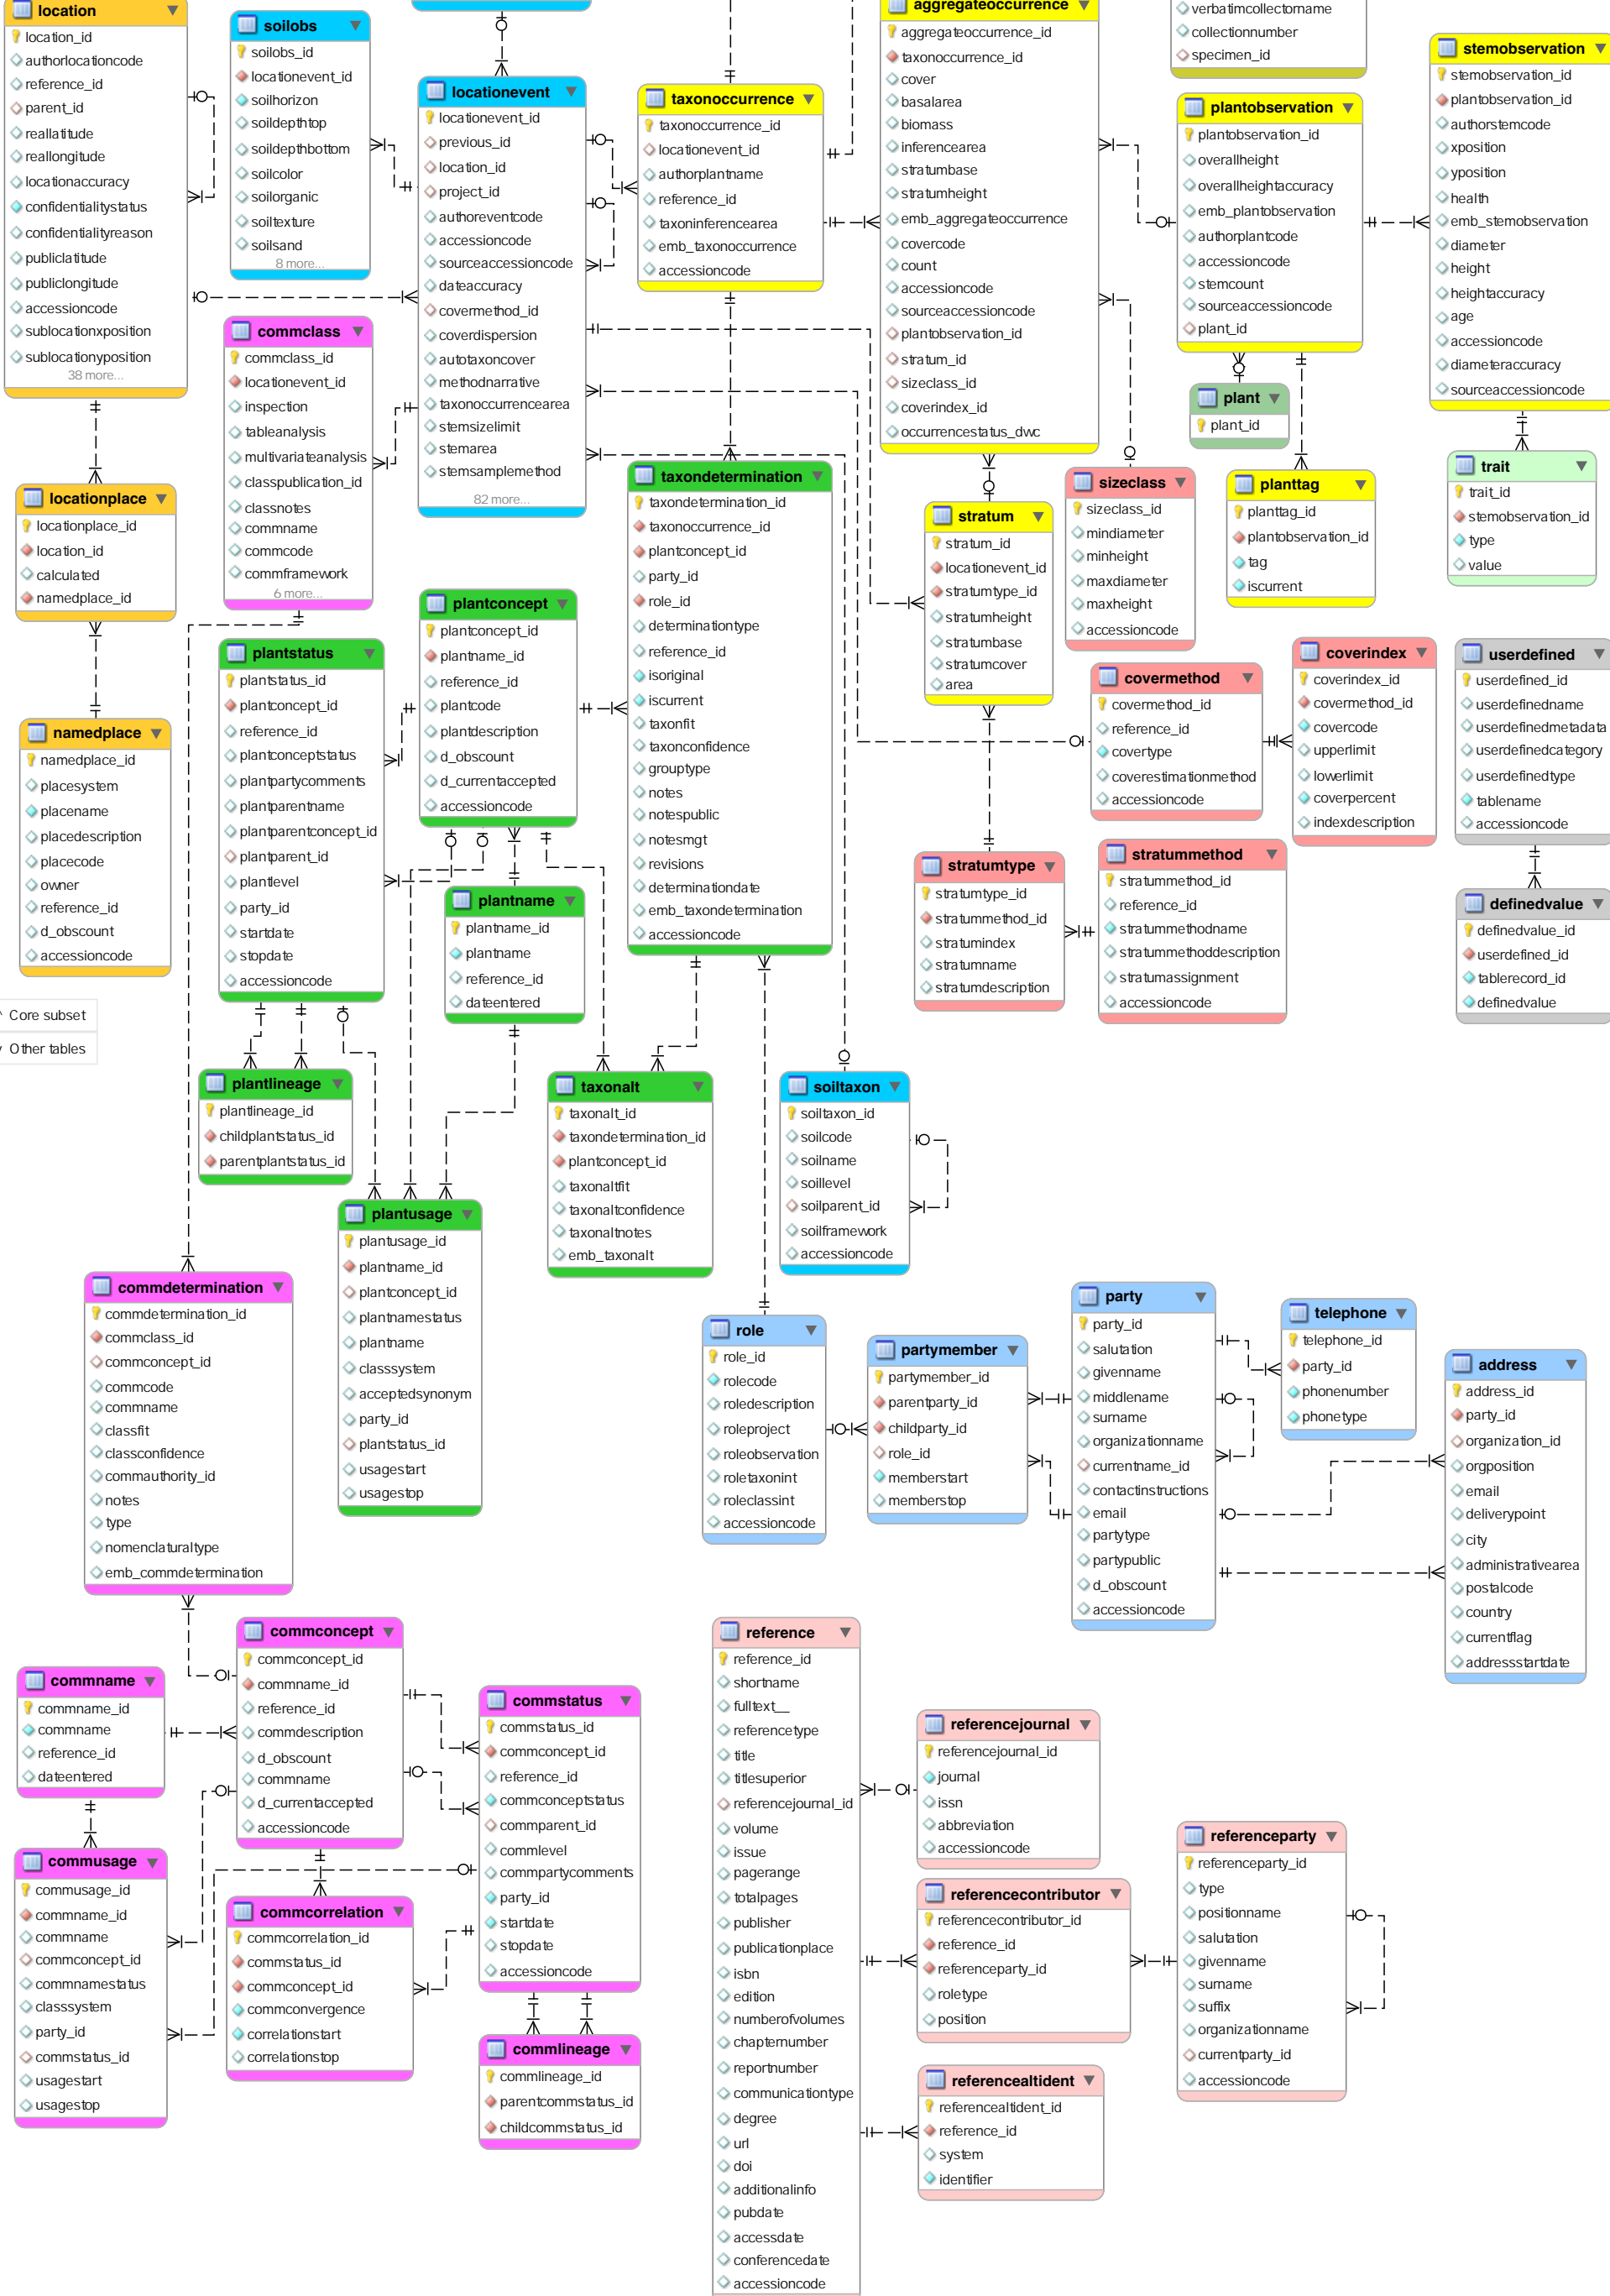 location
location_id
authorlocationcode
reference_id
parent_id
reallatitude
reallongitude
locationaccuracy
confidentialitystatus
confidentialityreason
publiclatitude
publiclongitude
accessioncode
sublocationxposition
sublocationyposition
38 more...
soilobs
soilobs_id
locationevent_id
soilhorizon
soildepthtop
soildepthbottom
soilcolor
soilorganic
soiltexture
soilsand
8 more...
commclass
commclass_id
locationevent_id
inspection
tableanalysis
multivariateanalysis
classpublication_id
classnotes
commname
commcode
commframework
6 more...
locationevent
locationevent_id
previous_id
location_id
project_id
authoreventcode
accessioncode
sourceaccessioncode
dateaccuracy
covermethod_id
coverdispersion
autotaxoncover
methodnarrative
taxonoccurrencearea
stemsizelimit
stemarea
stemsamplemethod
82 more...
taxonoccurrence
taxonoccurrence_id
locationevent_id
authorplantname
reference_id
taxoninferencearea
emb_taxonoccurrence
accessioncode
aggregateoccurrence
aggregateoccurrence_id
taxonoccurrence_id
cover
basalarea
biomass
inferencearea
stratumbase
stratumheight
emb_aggregateoccurrence
covercode
count
accessioncode
sourceaccessioncode
plantobservation_id
stratum_id
sizeclass_id
coverindex_id
occurrencestatus_dwc
verbatimcollectorname
collectionnumber
specimen_id
plantobservation
plantobservation_id
overallheight
overallheightaccuracy
emb_plantobservation
authorplantcode
accessioncode
stemcount
sourceaccessioncode
plant_id
stemobservation
stemobservation_id
plantobservation_id
authorstemcode
xposition
yposition
health
emb_stemobservation
diameter
height
heightaccuracy
age
accessioncode
diameteraccuracy
sourceaccessioncode
plant
plant_id
planttag
planttag_id
plantobservation_id
tag
iscurrent
trait
trait_id
stemobservation_id
type
value
locationplace
locationplace_id
location_id
calculated
namedplace_id
namedplace
namedplace_id
placesystem
placename
placedescription
placecode
owner
reference_id
d_obscount
accessioncode
Core subset
Other tables
plantstatus
plantstatus_id
plantconcept_id
reference_id
plantconceptstatus
plantpartycomments
plantparentname
plantparentconcept_id
plantparent_id
plantlevel
party_id
startdate
stopdate
accessioncode
plantconcept
plantconcept_id
plantname_id
reference_id
plantcode
plantdescription
d_obscount
d_currentaccepted
accessioncode
plantname
plantname_id
plantname
reference_id
dateentered
taxondetermination
taxondetermination_id
taxonoccurrence_id
plantconcept_id
party_id
role_id
determinationtype
reference_id
isoriginal
iscurrent
taxonfit
taxonconfidence
grouptype
notes
notespublic
notesmgt
revisions
determinationdate
emb_taxondetermination
accessioncode
stratum
stratum_id
locationevent_id
stratumtype_id
stratumheight
stratumbase
stratumcover
area
sizeclass
sizeclass_id
mindiameter
minheight
maxdiameter
maxheight
accessioncode
covermethod
covermethod_id
reference_id
covertype
coverestimationmethod
accessioncode
coverindex
coverindex_id
covermethod_id
covercode
upperlimit
lowerlimit
coverpercent
indexdescription
userdefined
userdefined_id
userdefinedname
userdefinedmetadata
userdefinedcategory
userdefinedtype
tablename
accessioncode
definedvalue
definedvalue_id
userdefined_id
tablerecord_id
definedvalue
stratumtype
stratumtype_id
stratummethod_id
stratumindex
stratumname
stratumdescription
stratummethod
stratummethod_id
reference_id
stratummethodname
stratummethoddescription
stratumassignment
accessioncode
plantlineage
plantlineage_id
childplantstatus_id
parentplantstatus_id
plantusage
plantusage_id
plantname_id
plantconcept_id
plantnamestatus
plantname
classsystem
acceptedsynonym
party_id
plantstatus_id
usagestart
usagestop
taxonalt
taxonalt_id
taxondetermination_id
plantconcept_id
taxonaltfit
taxonaltconfidence
taxonaltnotes
emb_taxonalt
soiltaxon
soiltaxon_id
soilcode
soilname
soillevel
soilparent_id
soilframework
accessioncode
commdetermination
commdetermination_id
commclass_id
commconcept_id
commcode
commname
classfit
classconfidence
commauthority_id
notes
type
nomenclaturaltype
emb_commdetermination
role
role_id
rolecode
roledescription
roleproject
roleobservation
roletaxonint
roleclassint
accessioncode
partymember
partymember_id
parentparty_id
childparty_id
role_id
memberstart
memberstop
party
party_id
salutation
givenname
middlename
surname
organizationname
currentname_id
contactinstructions
email
partytype
partypublic
d_obscount
accessioncode
telephone
telephone_id
party_id
phonenumber
phonetype
address
address_id
party_id
organization_id
orgposition
email
deliverypoint
city
administrativearea
postalcode
country
currentflag
addressstartdate
commname
commname_id
commname
reference_id
dateentered
commconcept
commconcept_id
commname_id
reference_id
commdescription
d_obscount
commname
d_currentaccepted
accessioncode
commstatus
commstatus_id
commconcept_id
reference_id
commconceptstatus
commparent_id
commlevel
commpartycomments
party_id
startdate
stopdate
accessioncode
commusage
commusage_id
commname_id
commname
commconcept_id
commnamestatus
classsystem
party_id
commstatus_id
usagestart
usagestop
commcorrelation
commcorrelation_id
commstatus_id
commconcept_id
commconvergence
correlationstart
correlationstop
commlineage
commlineage_id
parentcommstatus_id
childcommstatus_id
reference
reference_id
shortname
fulltext__
referencetype
title
titlesuperior
referencejournal_id
volume
issue
pagerange
totalpages
publisher
publicationplace
isbn
edition
numberofvolumes
chapternumber
reportnumber
communicationtype
degree
url
doi
additionalinfo
pubdate
accessdate
conferencedate
accessioncode
referencejournal
referencejournal_id
journal
issn
abbreviation
accessioncode
referencecontributor
referencecontributor_id
reference_id
referenceparty_id
roletype
position
referencealtident
referencealtident_id
reference_id
system
identifier
referenceparty
referenceparty_id
type
positionname
salutation
givenname
surname
suffix
organizationname
currentparty_id
accessioncode